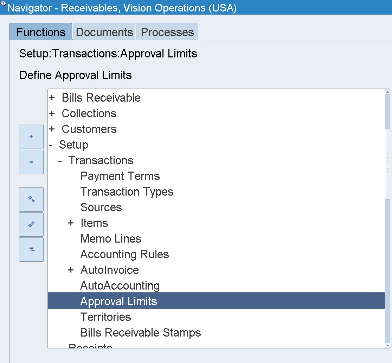 Navigator - Receivables, Vision Operations (USA)
Functions Documents Processes
Setup:Transactions:Approval Limits
Define Approval Limits
+ Bills Receivable
+ Collections
+ Customers
- Setup
- Transactions
Payment Terms
Transaction Types
Sources
+ Items
Memo Lines
Accounting Rules
+ AutoInvoice
AutoAccounting
Approval Limits
Territories
Bills Receivable Stamps
Receipts